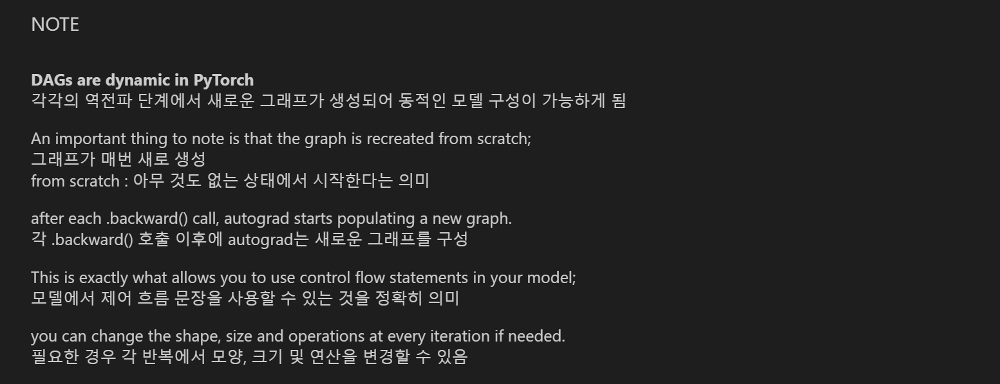 NOTE
DAGs are dynamic in PyTorch
각각의 역전파 단계에서 새로운 그래프가 생성되어 동적인 모델 구성이 가능하게 됨
An important thing to note is that the graph is recreated from scratch;
그래프가 매번 새로 생성
from scratch : 아무 것도 없는 상태에서 시작한다는 의미
after each .backward() call, autograd starts populating a new graph.
각 .backward() 호출 이후에 autograd는 새로운 그래프를 구성
This is exactly what allows you to use control flow statements in your model;
모델에서 제어 흐름 문장을 사용할 수 있는 것을 정확히 의미
you can change the shape, size and operations at every iteration if needed.
필요한 경우 각 반복에서 모양, 크기 및 연산을 변경할 수 있음